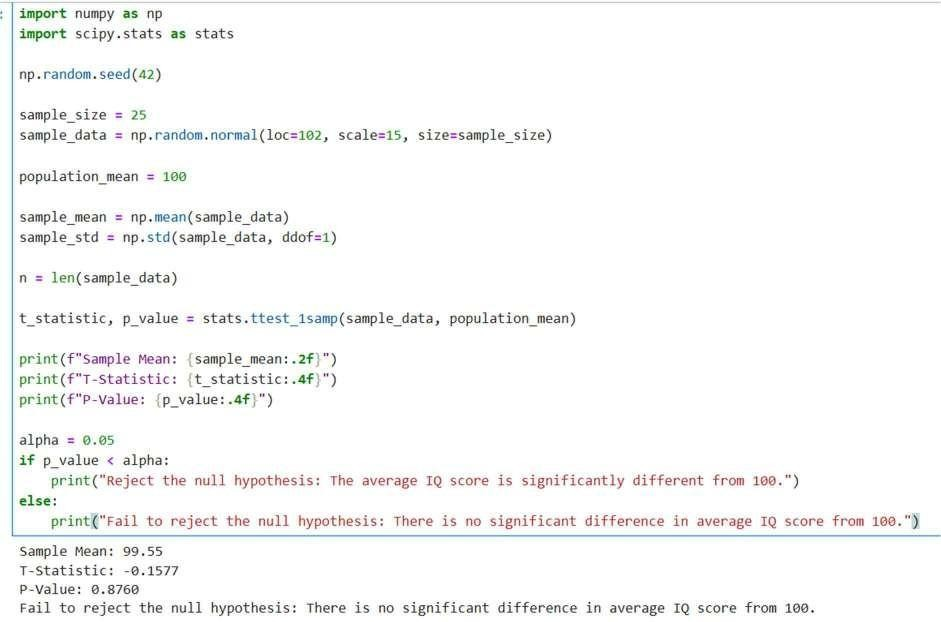 import numpy as np
import scipy.stats as stats
np.random.seed(42)
sample_size = 25
sample_data = np.random.normal(loc=102, scale=15, size=sample_size)
population_mean = 100
sample_mean = np.mean(sample_data)
sample_std = np.std(sample_data, ddof=1)
n = len(sample_data)
t_statistic, p_value = stats.ttest_1samp(sample_data, population_mean)
print(f"Sample Mean: {sample_mean:.2f}")
print(f"T-Statistic: {t_statistic:.4f}")
print(f"P-Value: {p_value:.4f}")
alpha = 0.05
if p_value < alpha:
    print("Reject the null hypothesis: The average IQ score is significantly different from 100.")
else:
    print("Fail to reject the null hypothesis: There is no significant difference in average IQ score from 100.")
Sample Mean: 99.55
T-Statistic: -0.1577
P-Value: 0.8760
Fail to reject the null hypothesis: There is no significant difference in average IQ score from 100.